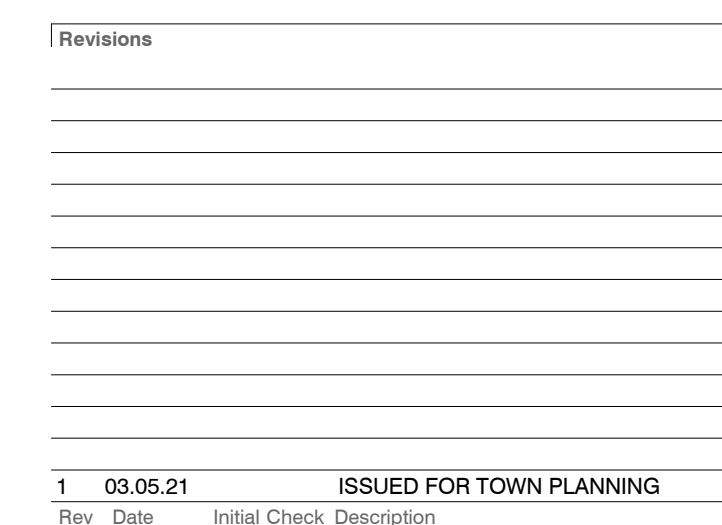 Revisions
1 03.05.21 ISSUED FOR TOWN PLANNING
Rev Date Initial Check Description